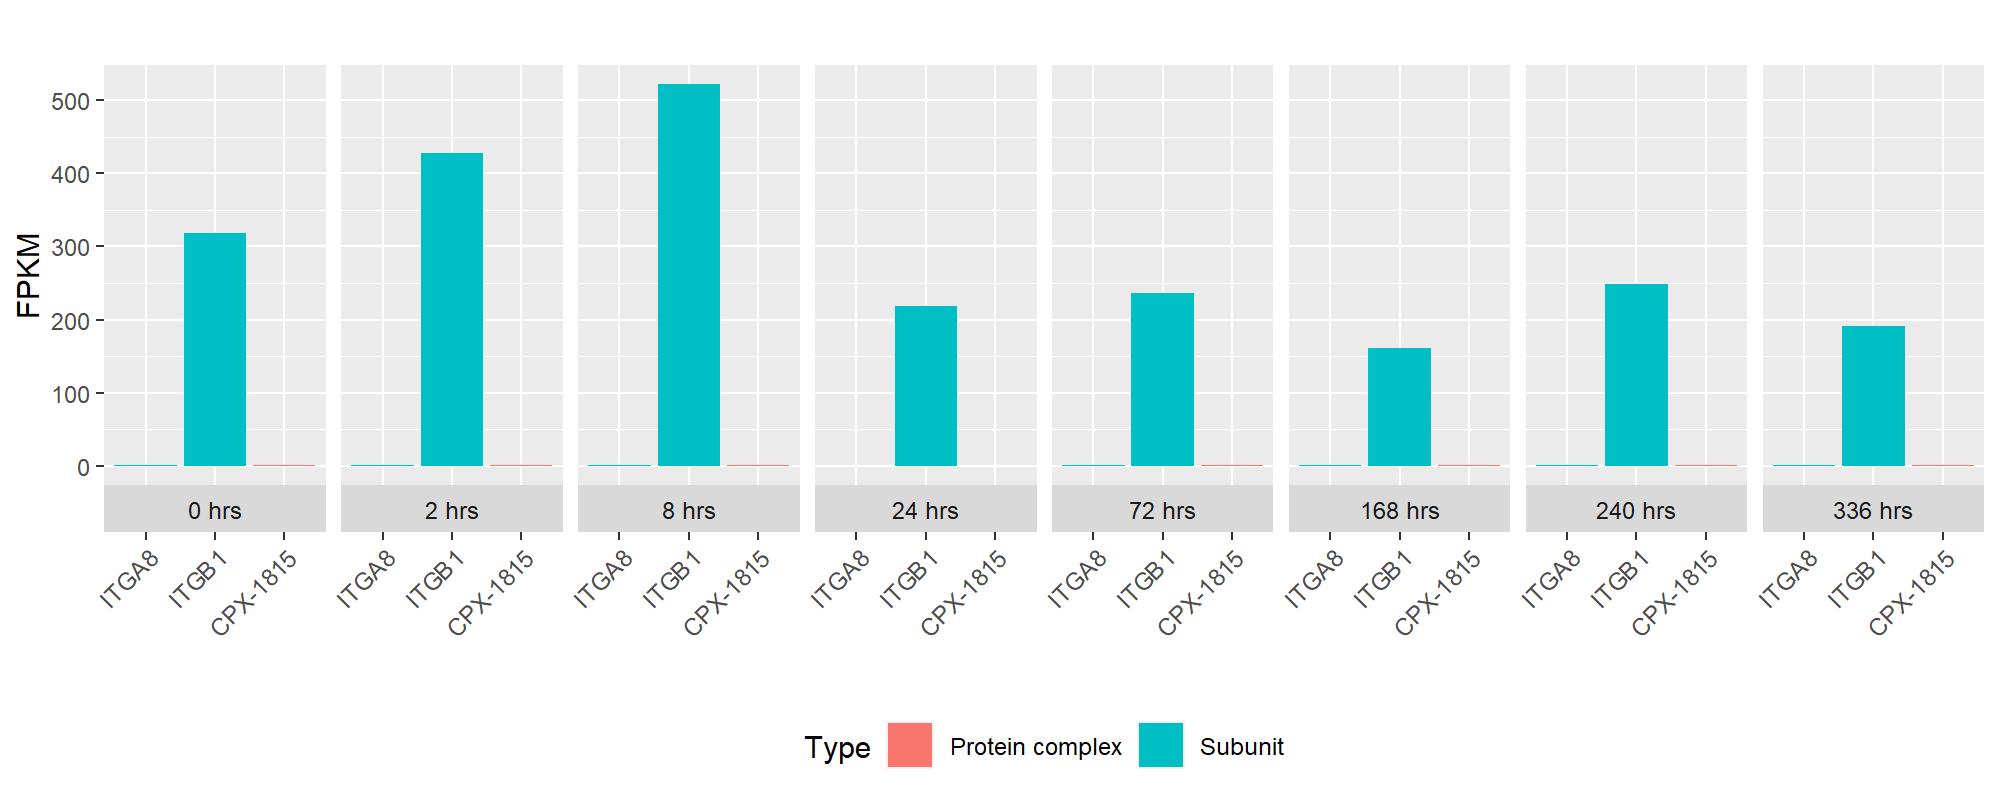 FPKM
500
400
300
200
100
0
0 hrs 2 hrs 8 hrs 24 hrs 72 hrs 168 hrs 240 hrs 336 hrs
ITGA8 ITGB1 CPX-1815 ITGA8 ITGB1 CPX-1815 ITGA8 ITGB1 CPX-1815 ITGA8 ITGB1 CPX-1815 ITGA8 ITGB1 CPX-1815 ITGA8 ITGB1 CPX-1815 ITGA8 ITGB1 CPX-1815 ITGA8 ITGB1 CPX-1815
Type Protein complex Subunit